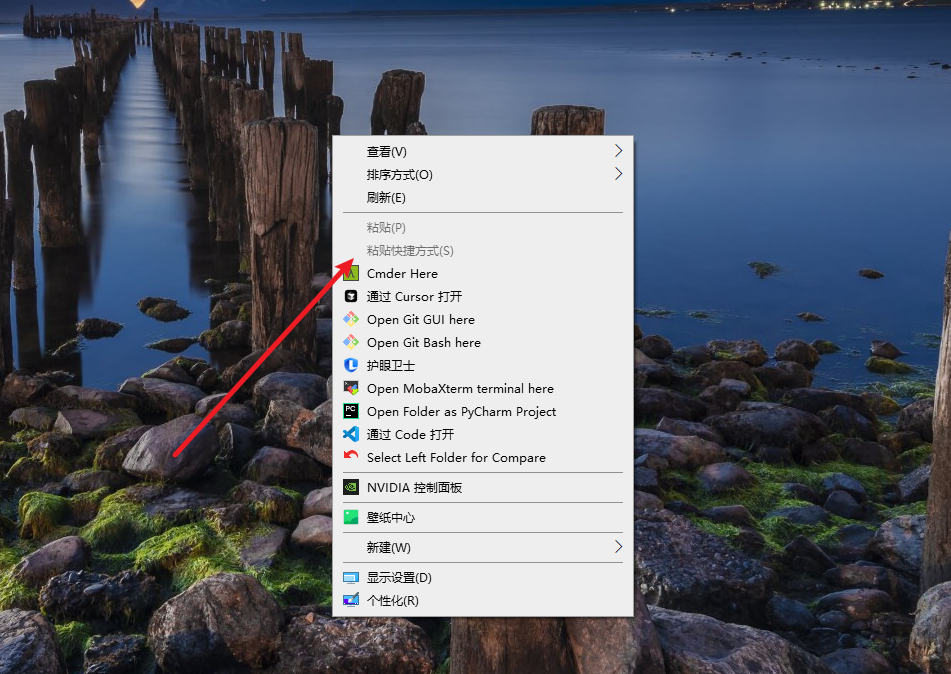 查看(V)
排序方式(O)
刷新(E)
粘贴(P)
粘贴快捷方式(S)
Cmder Here
通过 Cursor 打开
Open Git GUI here
Open Git Bash here
护眼卫士
Open MobaXterm terminal here
Open Folder as PyCharm Project
通过 Code 打开
Select Left Folder for Compare
NVIDIA 控制面板
壁纸中心
新建(W)
显示设置(D)
个性化(R)